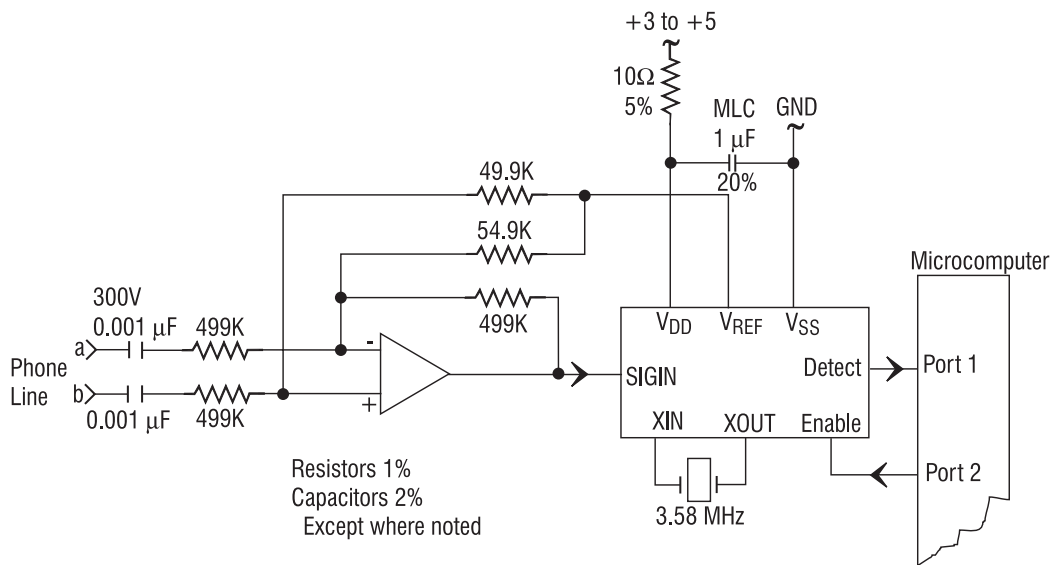 +3 to +5
10Ω
5%
MLC
1 µF
20%
GND
49.9K
54.9K
499K
300V
0.001 µF
499K
Phone
Line
a
b
0.001 µF
499K
-
+
V_DD
V_REF
V_SS
SIGIN
Detect
XIN
XOUT
Enable
3.58 MHz
Microcomputer
Port 1
Port 2
Resistors 1%
Capacitors 2%
Except where noted